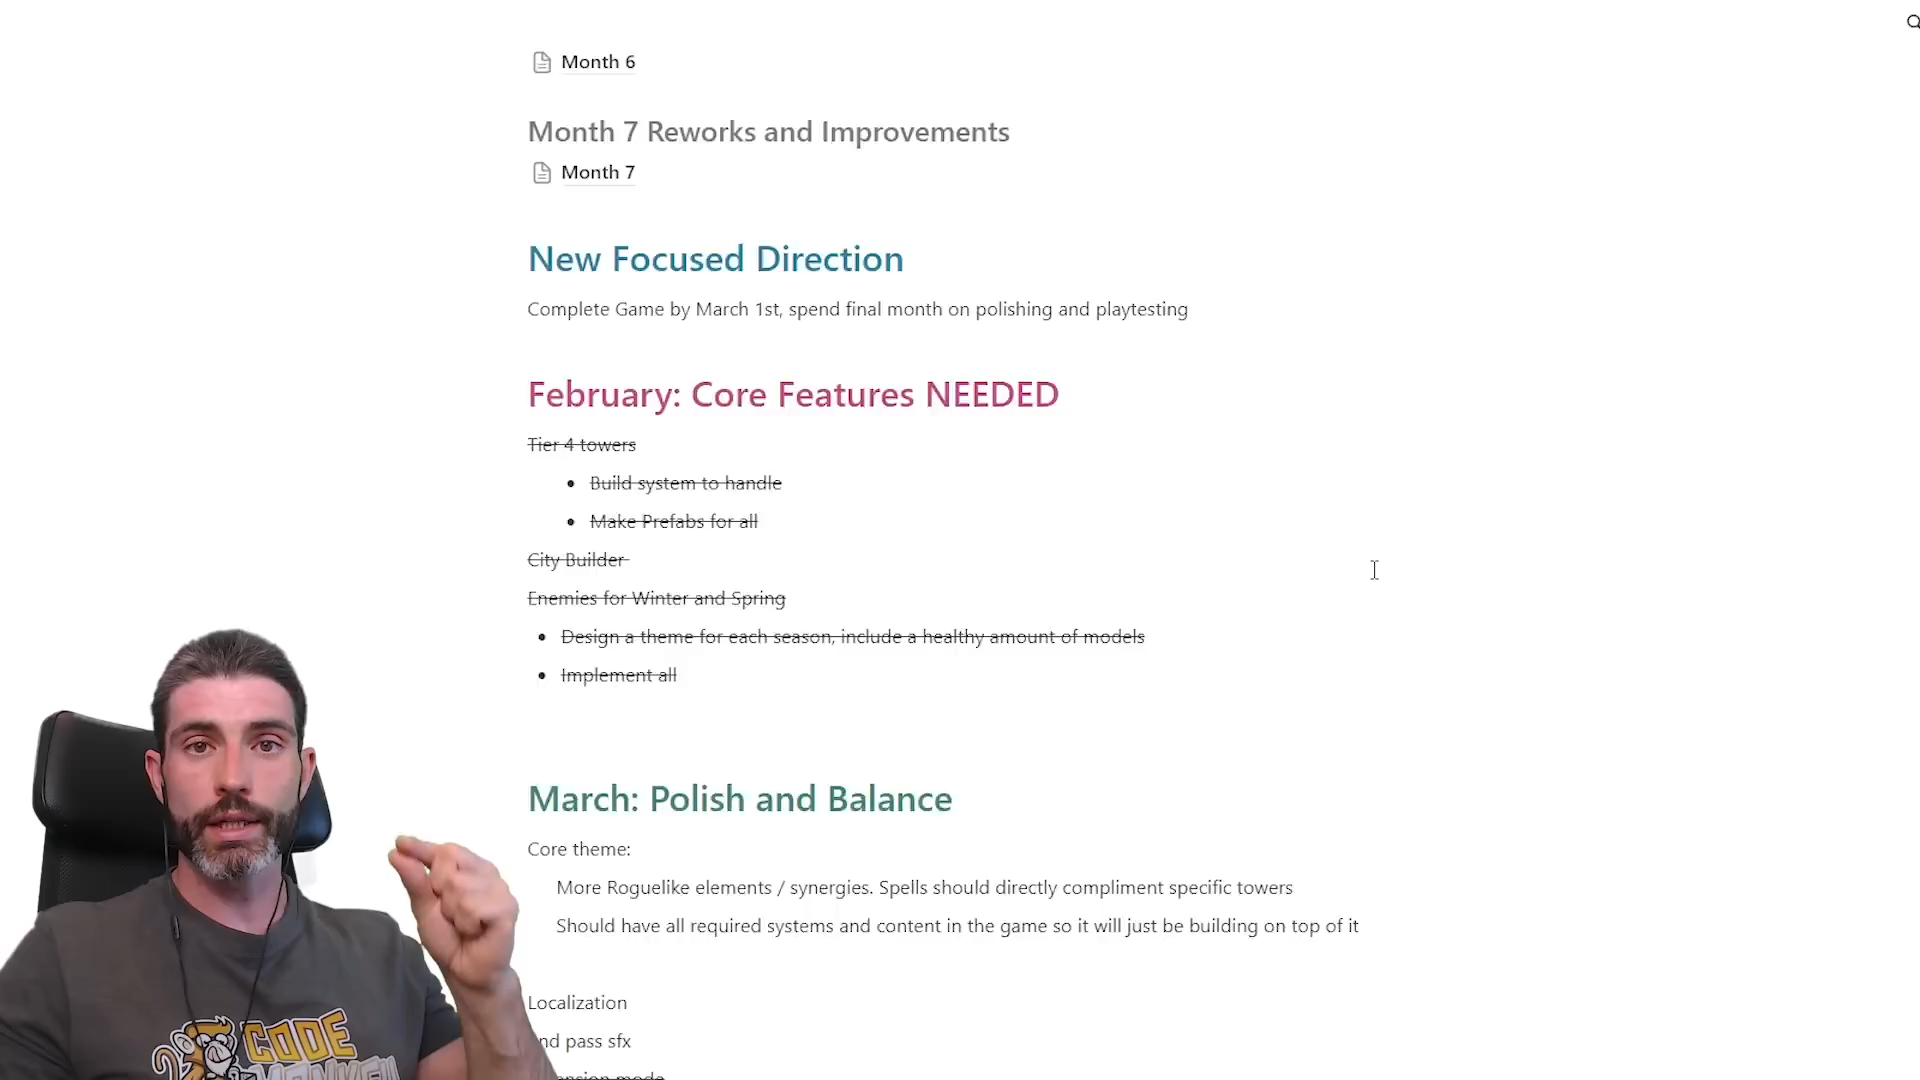 Month 6
Month 7 Reworks and Improvements
Month 7
New Focused Direction
Complete Game by March 1st, spend final month on polishing and playtesting
February: Core Features NEEDED
Tier 4 towers
Build system to handle
Make Prefabs for all
City Builder
Enemies for Winter and Spring
Design a theme for each season, include a healthy amount of models
Implement all
March: Polish and Balance
Core theme:
More Roguelike elements / synergies. Spells should directly compliment specific towers
Should have all required systems and content in the game so it will just be building on top of it
Localization
pass sfx
mode
CODE
MONKEY